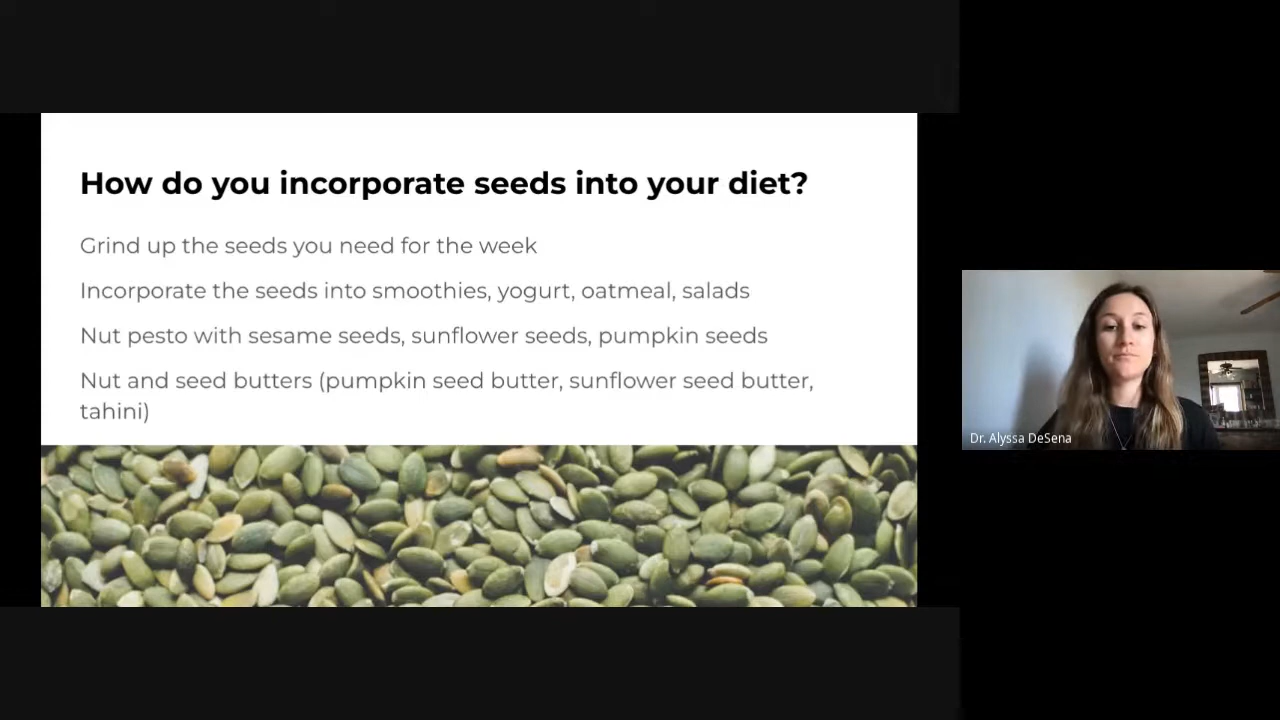 How do you incorporate seeds into your diet?
Grind up the seeds you need for the week
Incorporate the seeds into smoothies, yogurt, oatmeal, salads
Nut pesto with sesame seeds, sunflower seeds, pumpkin seeds
Nut and seed butters (pumpkin seed butter, sunflower seed butter,
tahini)
Dr. Alyssa DeSena